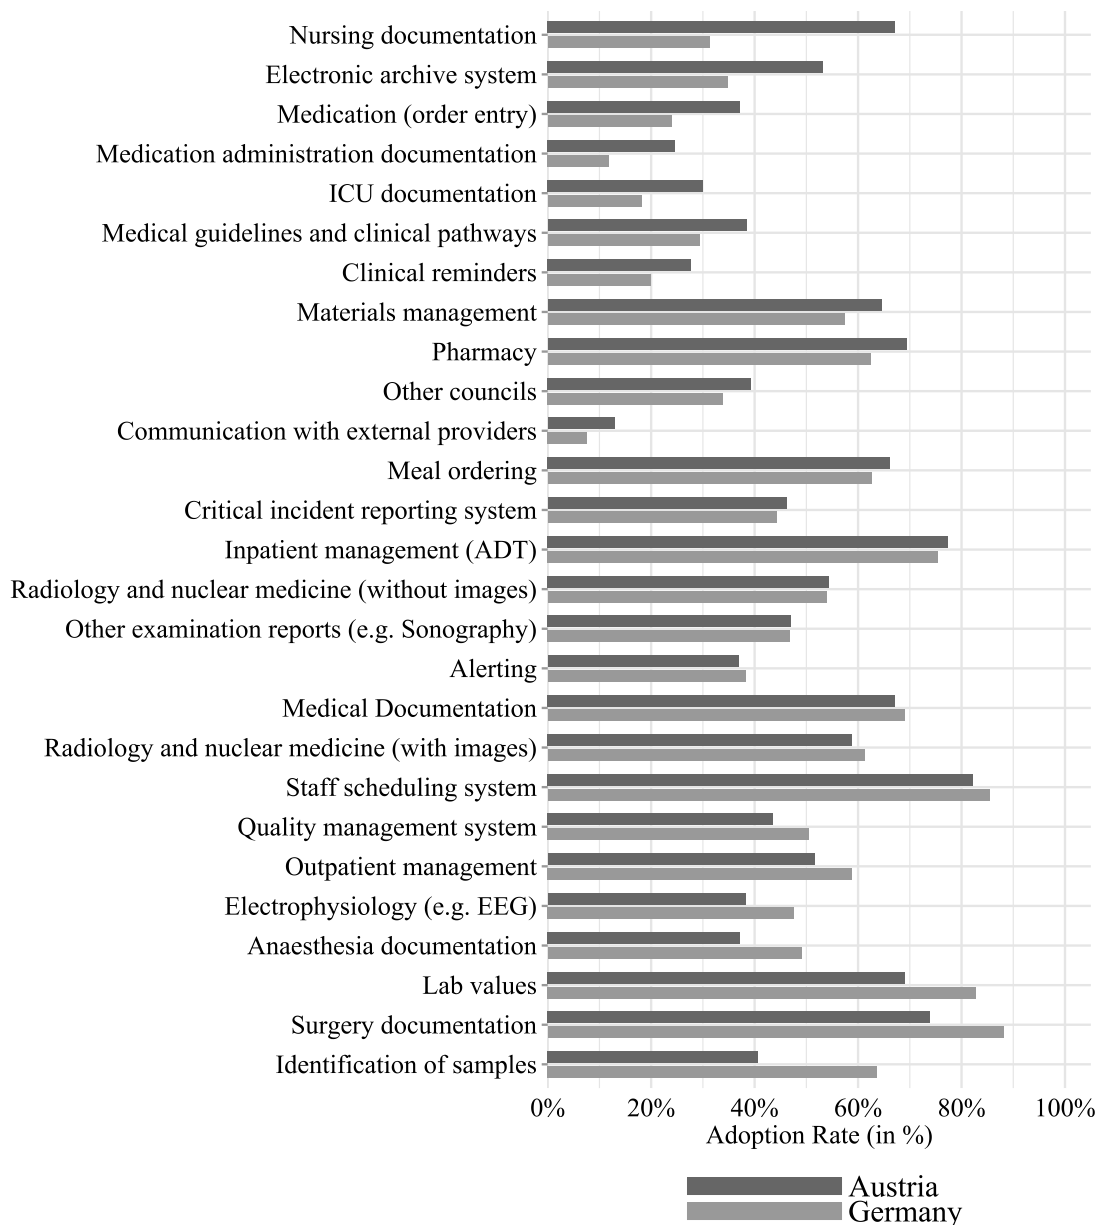 Nursing documentation
Electronic archive system
Medication (order entry)
Medication administration documentation
ICU documentation
Medical guidelines and clinical pathways
Clinical reminders
Materials management
Pharmacy
Other councils
Communication with external providers
Meal ordering
Critical incident reporting system
Inpatient management (ADT)
Radiology and nuclear medicine (without images)
Other examination reports (e.g. Sonography)
Alerting
Medical Documentation
Radiology and nuclear medicine (with images)
Staff scheduling system
Quality management system
Outpatient management
Electrophysiology (e.g. EEG)
Anaesthesia documentation
Lab values
Surgery documentation
Identification of samples
0% 20% 40% 60% 80% 100%
Adoption Rate (in %)
Austria
Germany